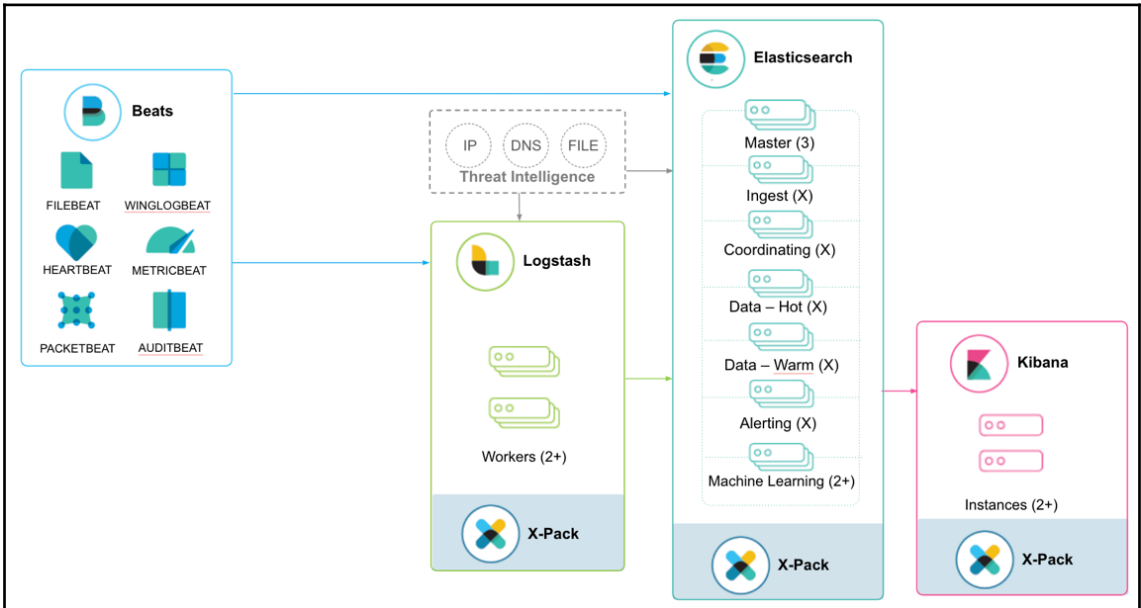 Beats
FILEBEAT
WINGLOGBEAT
HEARTBEAT
METRICBEAT
PACKETBEAT
AUDITBEAT
IP
DNS
FILE
Threat Intelligence
Logstash
Workers (2+)
X-Pack
Elasticsearch
Master (3)
Ingest (X)
Coordinating (X)
Data – Hot (X)
Data – Warm (X)
Alerting (X)
Machine Learning (2+)
X-Pack
Kibana
Instances (2+)
X-Pack